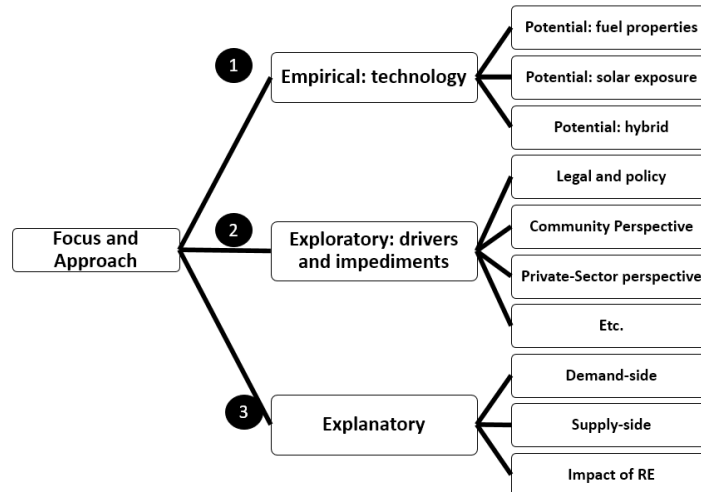 1
Empirical: technology
Potential: fuel properties
Potential: solar exposure
Potential: hybrid
Focus and
Approach
2
Exploratory: drivers
and impediments
Legal and policy
Community Perspective
Private-Sector perspective
Etc.
3
Explanatory
Demand-side
Supply-side
Impact of RE